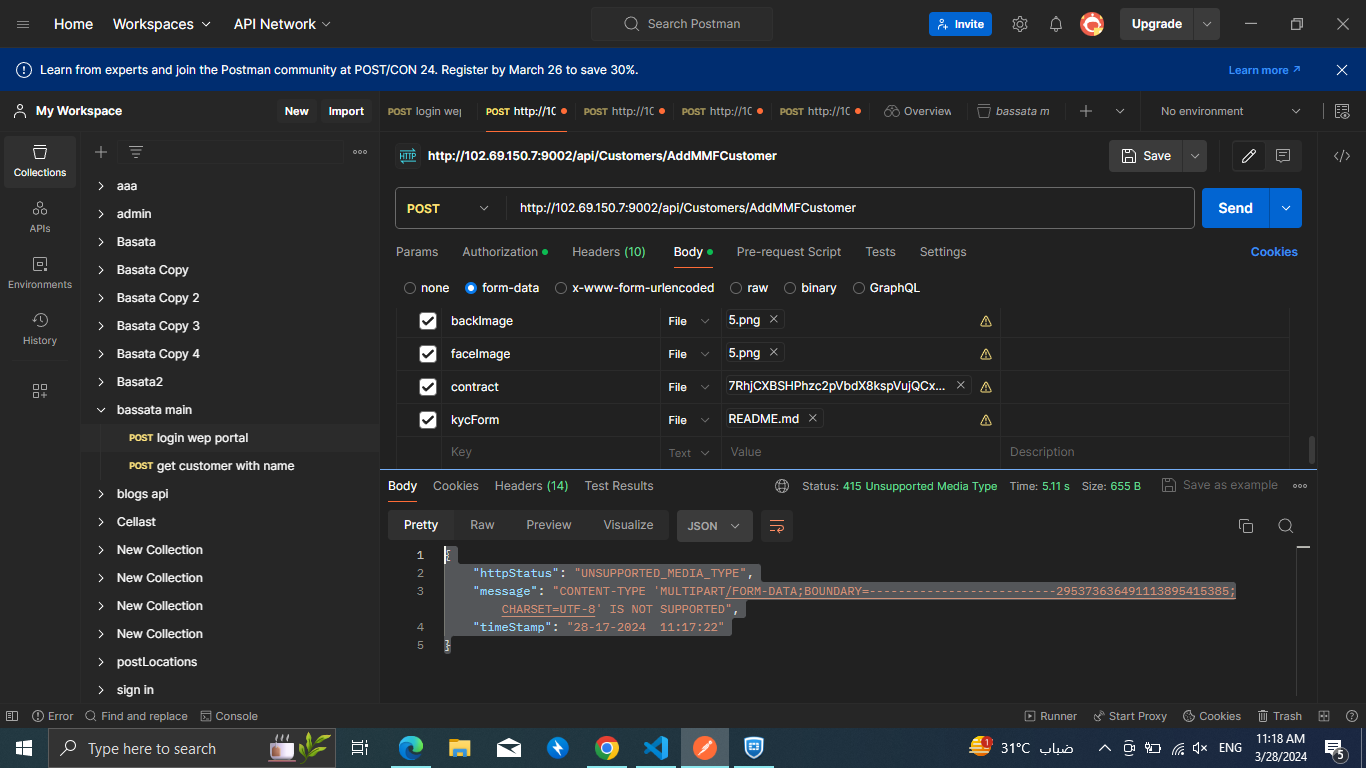 Home Workspaces API Network Search Postman Invite Upgrade
Learn from experts and join the Postman community at POST/CON 24. Register by March 26 to save 30%. Learn more
My Workspace New Import POST login wep POST http://10 POST http://10 POST http://10 POST http://10 Overview bassata m No environment
Collections
APIs
Environments
History
aaa
admin
Basata
Basata Copy
Basata Copy 2
Basata Copy 3
Basata Copy 4
Basata2
bassata main
POST login wep portal
POST get customer with name
blogs api
Cellast
New Collection
New Collection
New Collection
New Collection
postLocations
sign in
HTTP http://102.69.150.7:9002/api/Customers/AddMMFCustomer Save
POST http://102.69.150.7:9002/api/Customers/AddMMFCustomer Send
Params Authorization Headers (10) Body Pre-request Script Tests Settings Cookies
none form-data x-www-form-urlencoded raw binary GraphQL
backImage File 5.png
faceImage File 5.png
contract File 7RhjCXBSHPhzc2pVbdX8kspVujQCx...
kycForm File README.md
Key Text Value Description
Body Cookies Headers (14) Test Results Status: 415 Unsupported Media Type Time: 5.11 s Size: 655 B Save as example
Pretty Raw Preview Visualize JSON
1 {
2 "httpStatus": "UNSUPPORTED_MEDIA_TYPE",
3 "message": "CONTENT-TYPE 'MULTIPART/FORM-DATA;BOUNDARY=--------------------------295373636491113895415385;
CHARSET=UTF-8' IS NOT SUPPORTED",
4 "timeStamp": "28-17-2024 11:17:22"
5 }
Error Find and replace Console Runner Start Proxy Cookies Trash
Type here to search 1 31°C ضباب ENG 11:18 AM
3/28/2024 5